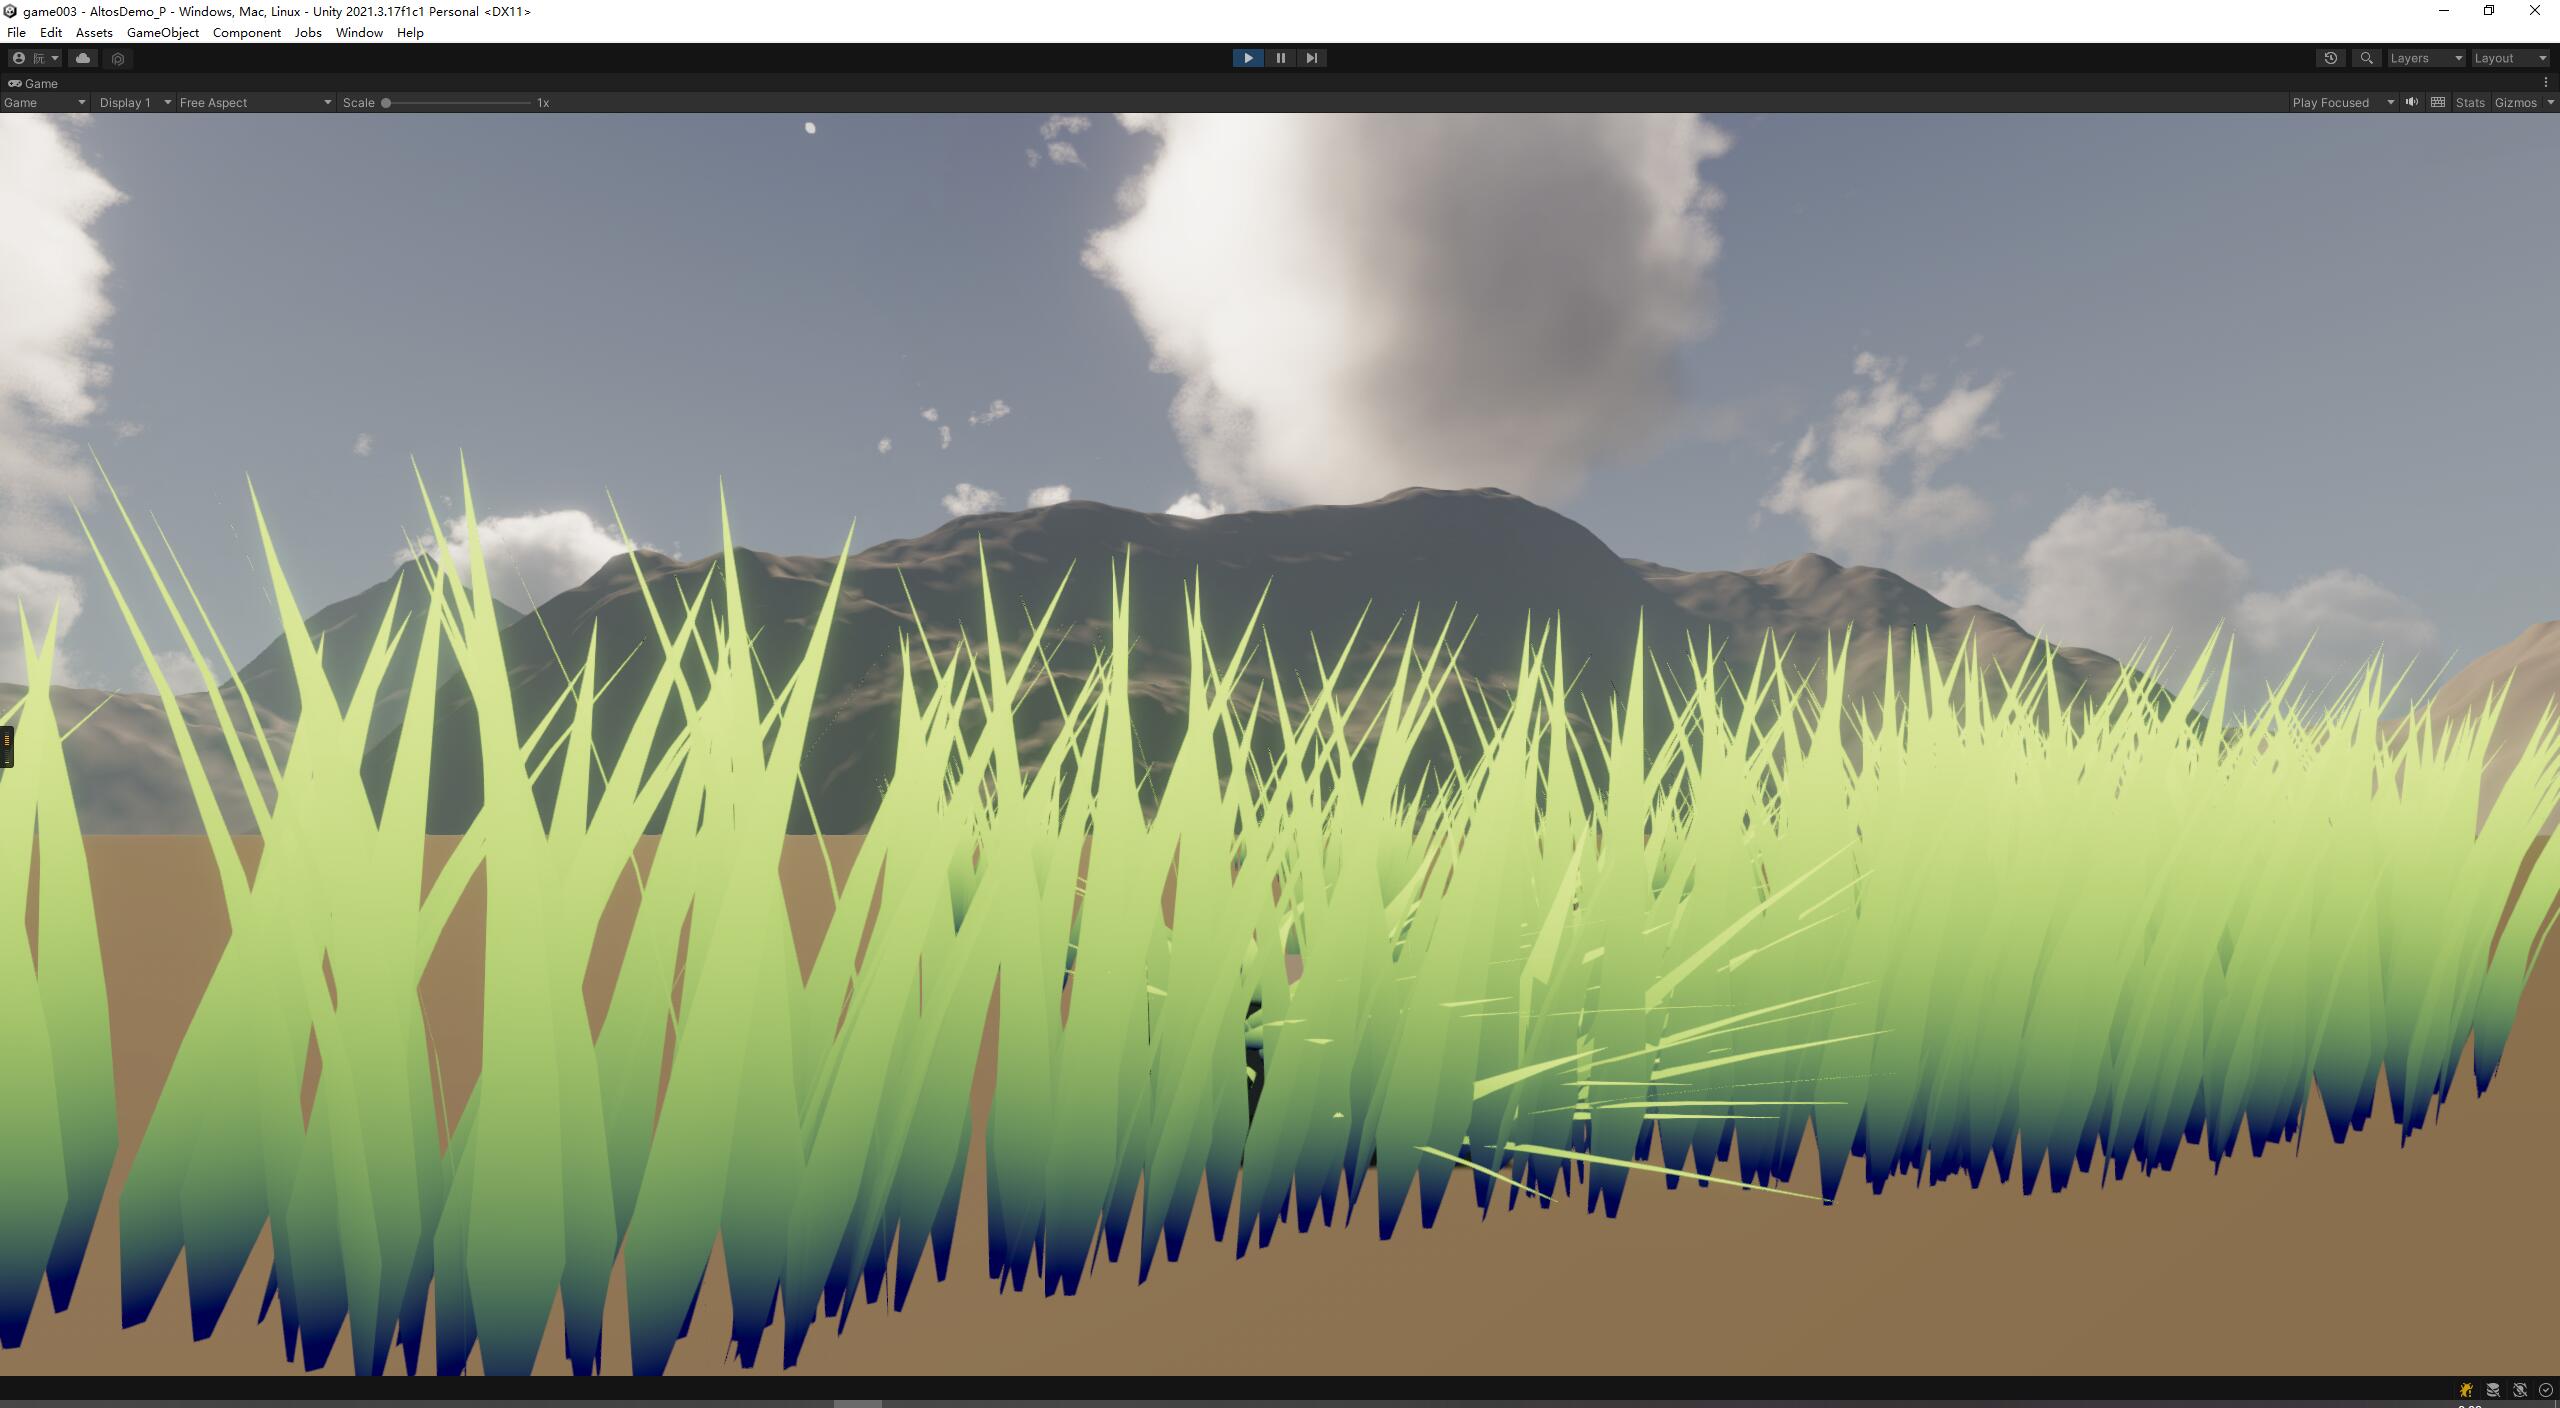 game003 - AltosDemo_P - Windows, Mac, Linux - Unity 2021.3.17f1c1 Personal <DX11>
File Edit Assets GameObject Component Jobs Window Help
阮 Layers Layout
Game
Game Display 1 Free Aspect Scale 1x Play Focused Stats Gizmos